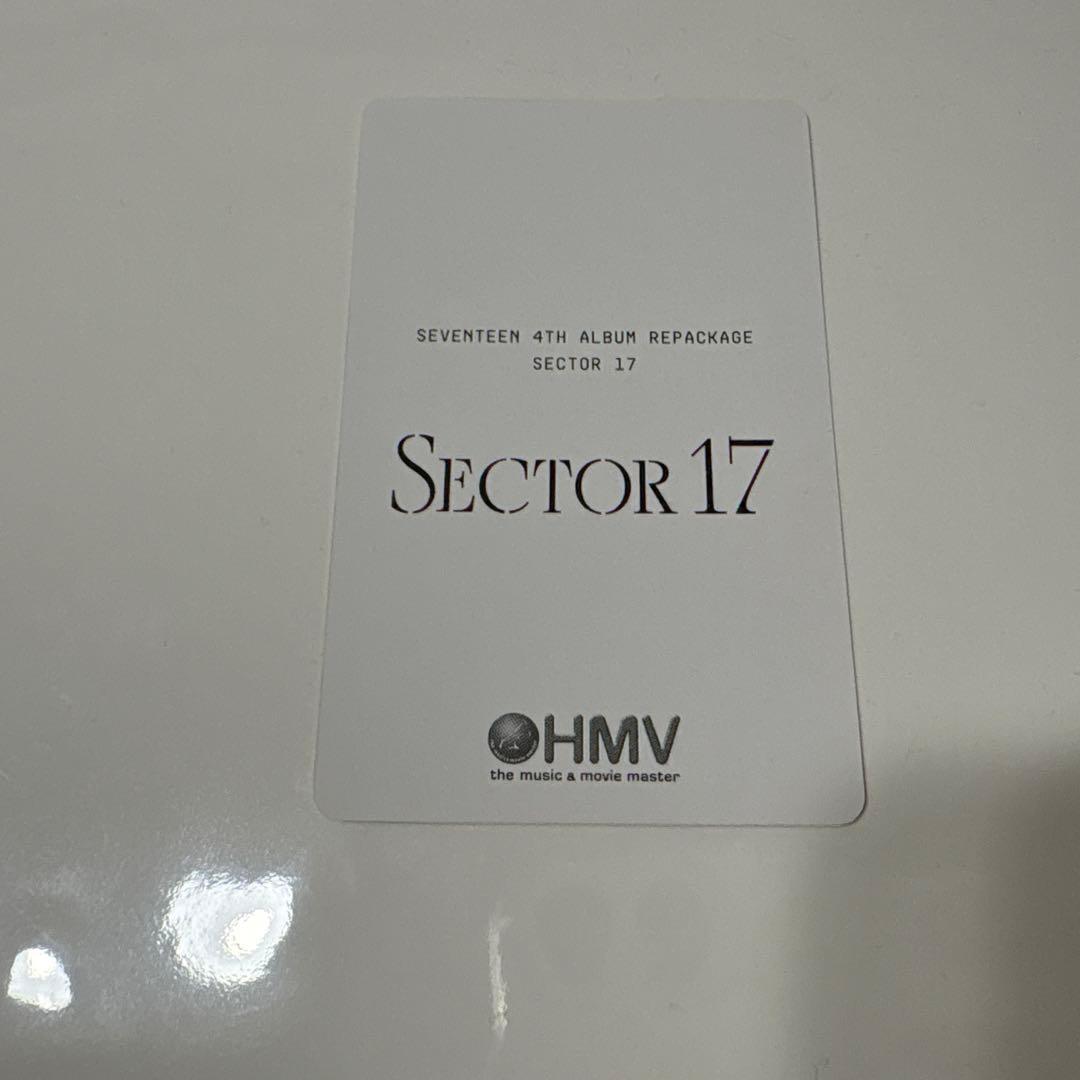 SEVENTEEN 4TH ALBUM REPACKAGE
SECTOR 17
SECTOR 17
HMV
the music & movie master